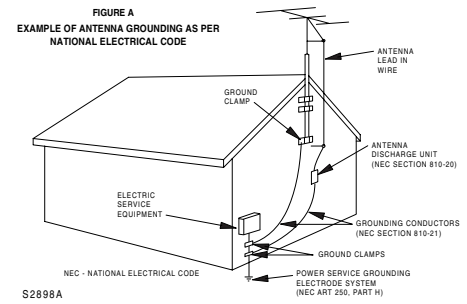 FIGURE A
EXAMPLE OF ANTENNA GROUNDING AS PER
NATIONAL ELECTRICAL CODE
ANTENNA
LEAD IN
WIRE
GROUND
CLAMP
ANTENNA
DISCHARGE UNIT
(NEC SECTION 810-20)
ELECTRIC
SERVICE
EQUIPMENT
GROUNDING CONDUCTORS
(NEC SECTION 810-21)
GROUND CLAMPS
NEC - NATIONAL ELECTRICAL CODE
POWER SERVICE GROUNDING
ELECTRODE SYSTEM
(NEC ART 250, PART H)
S2898A